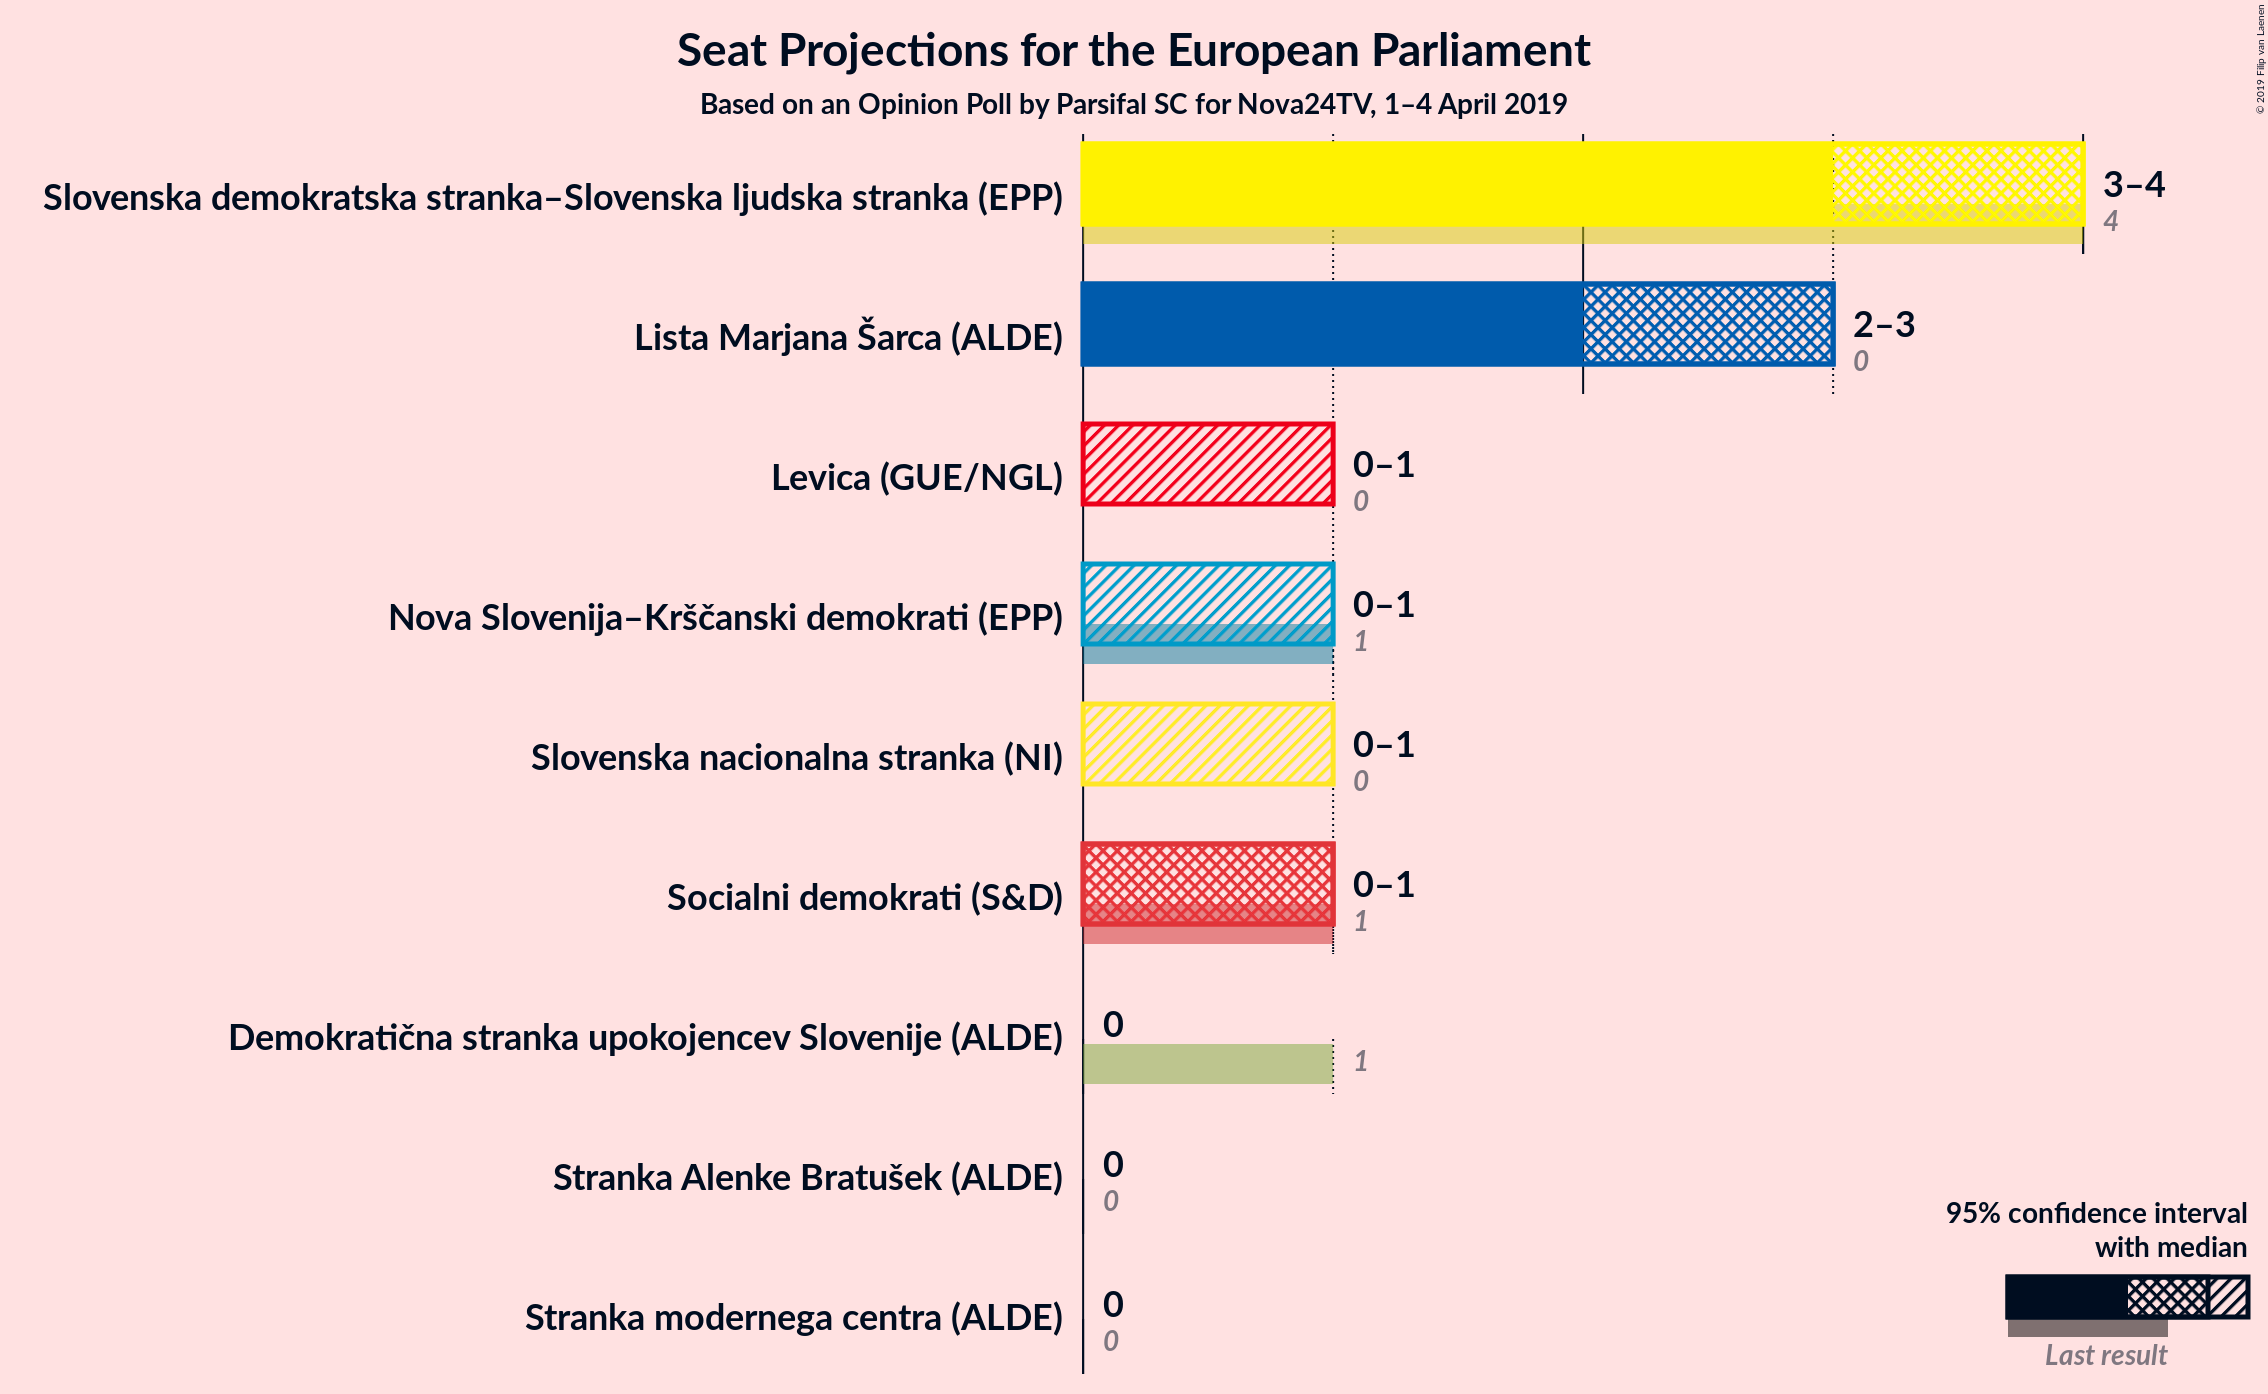 Seat Projections for the European Parliament
Based on an Opinion Poll by Parsifal SC for Nova24TV, 1–4 April 2019
© 2019 Filip van Laenen
Slovenska demokratska stranka–Slovenska ljudska stranka (EPP)
3–4
4
Lista Marjana Šarca (ALDE)
2–3
0
Levica (GUE/NGL)
0–1
0
Nova Slovenija–Krščanski demokrati (EPP)
0–1
1
Slovenska nacionalna stranka (NI)
0–1
0
Socialni demokrati (S&D)
0–1
1
Demokratična stranka upokojencev Slovenije (ALDE)
0
1
Stranka Alenke Bratušek (ALDE)
0
0
Stranka modernega centra (ALDE)
0
0
95% confidence interval
with median
Last result